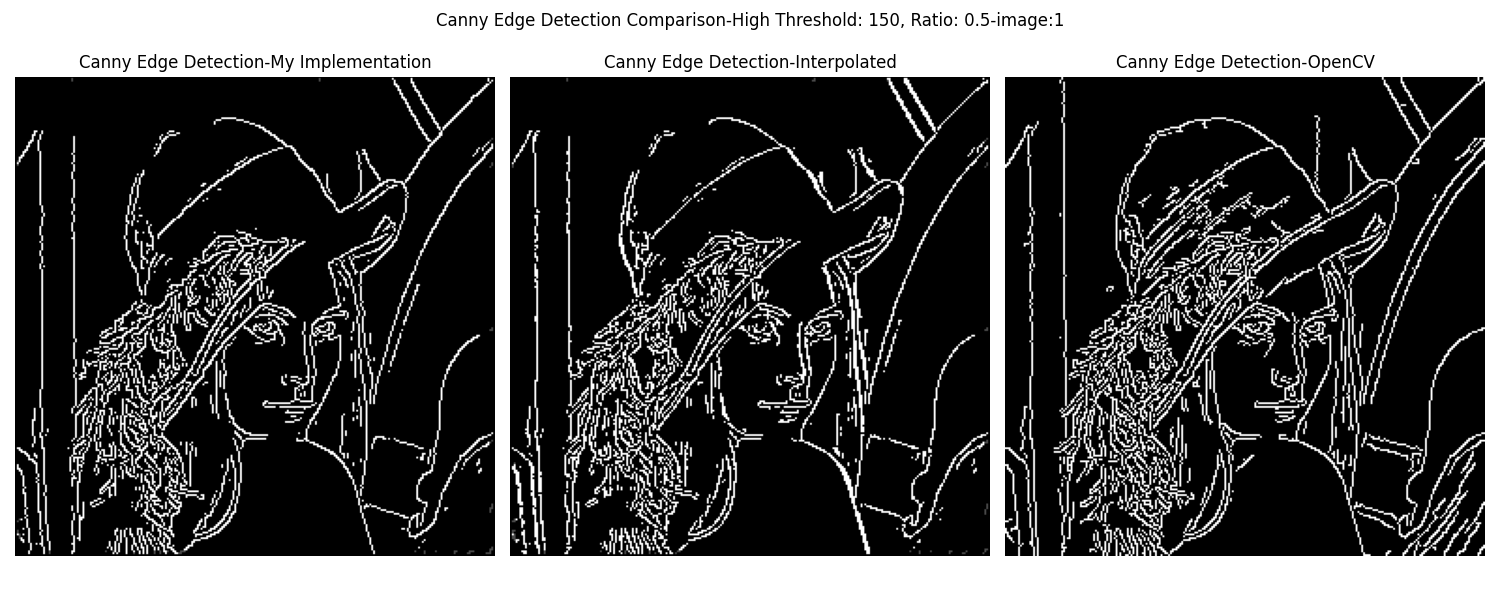 Canny Edge Detection Comparison-High Threshold: 150, Ratio: 0.5-image:1
Canny Edge Detection-My Implementation
Canny Edge Detection-Interpolated
Canny Edge Detection-OpenCV